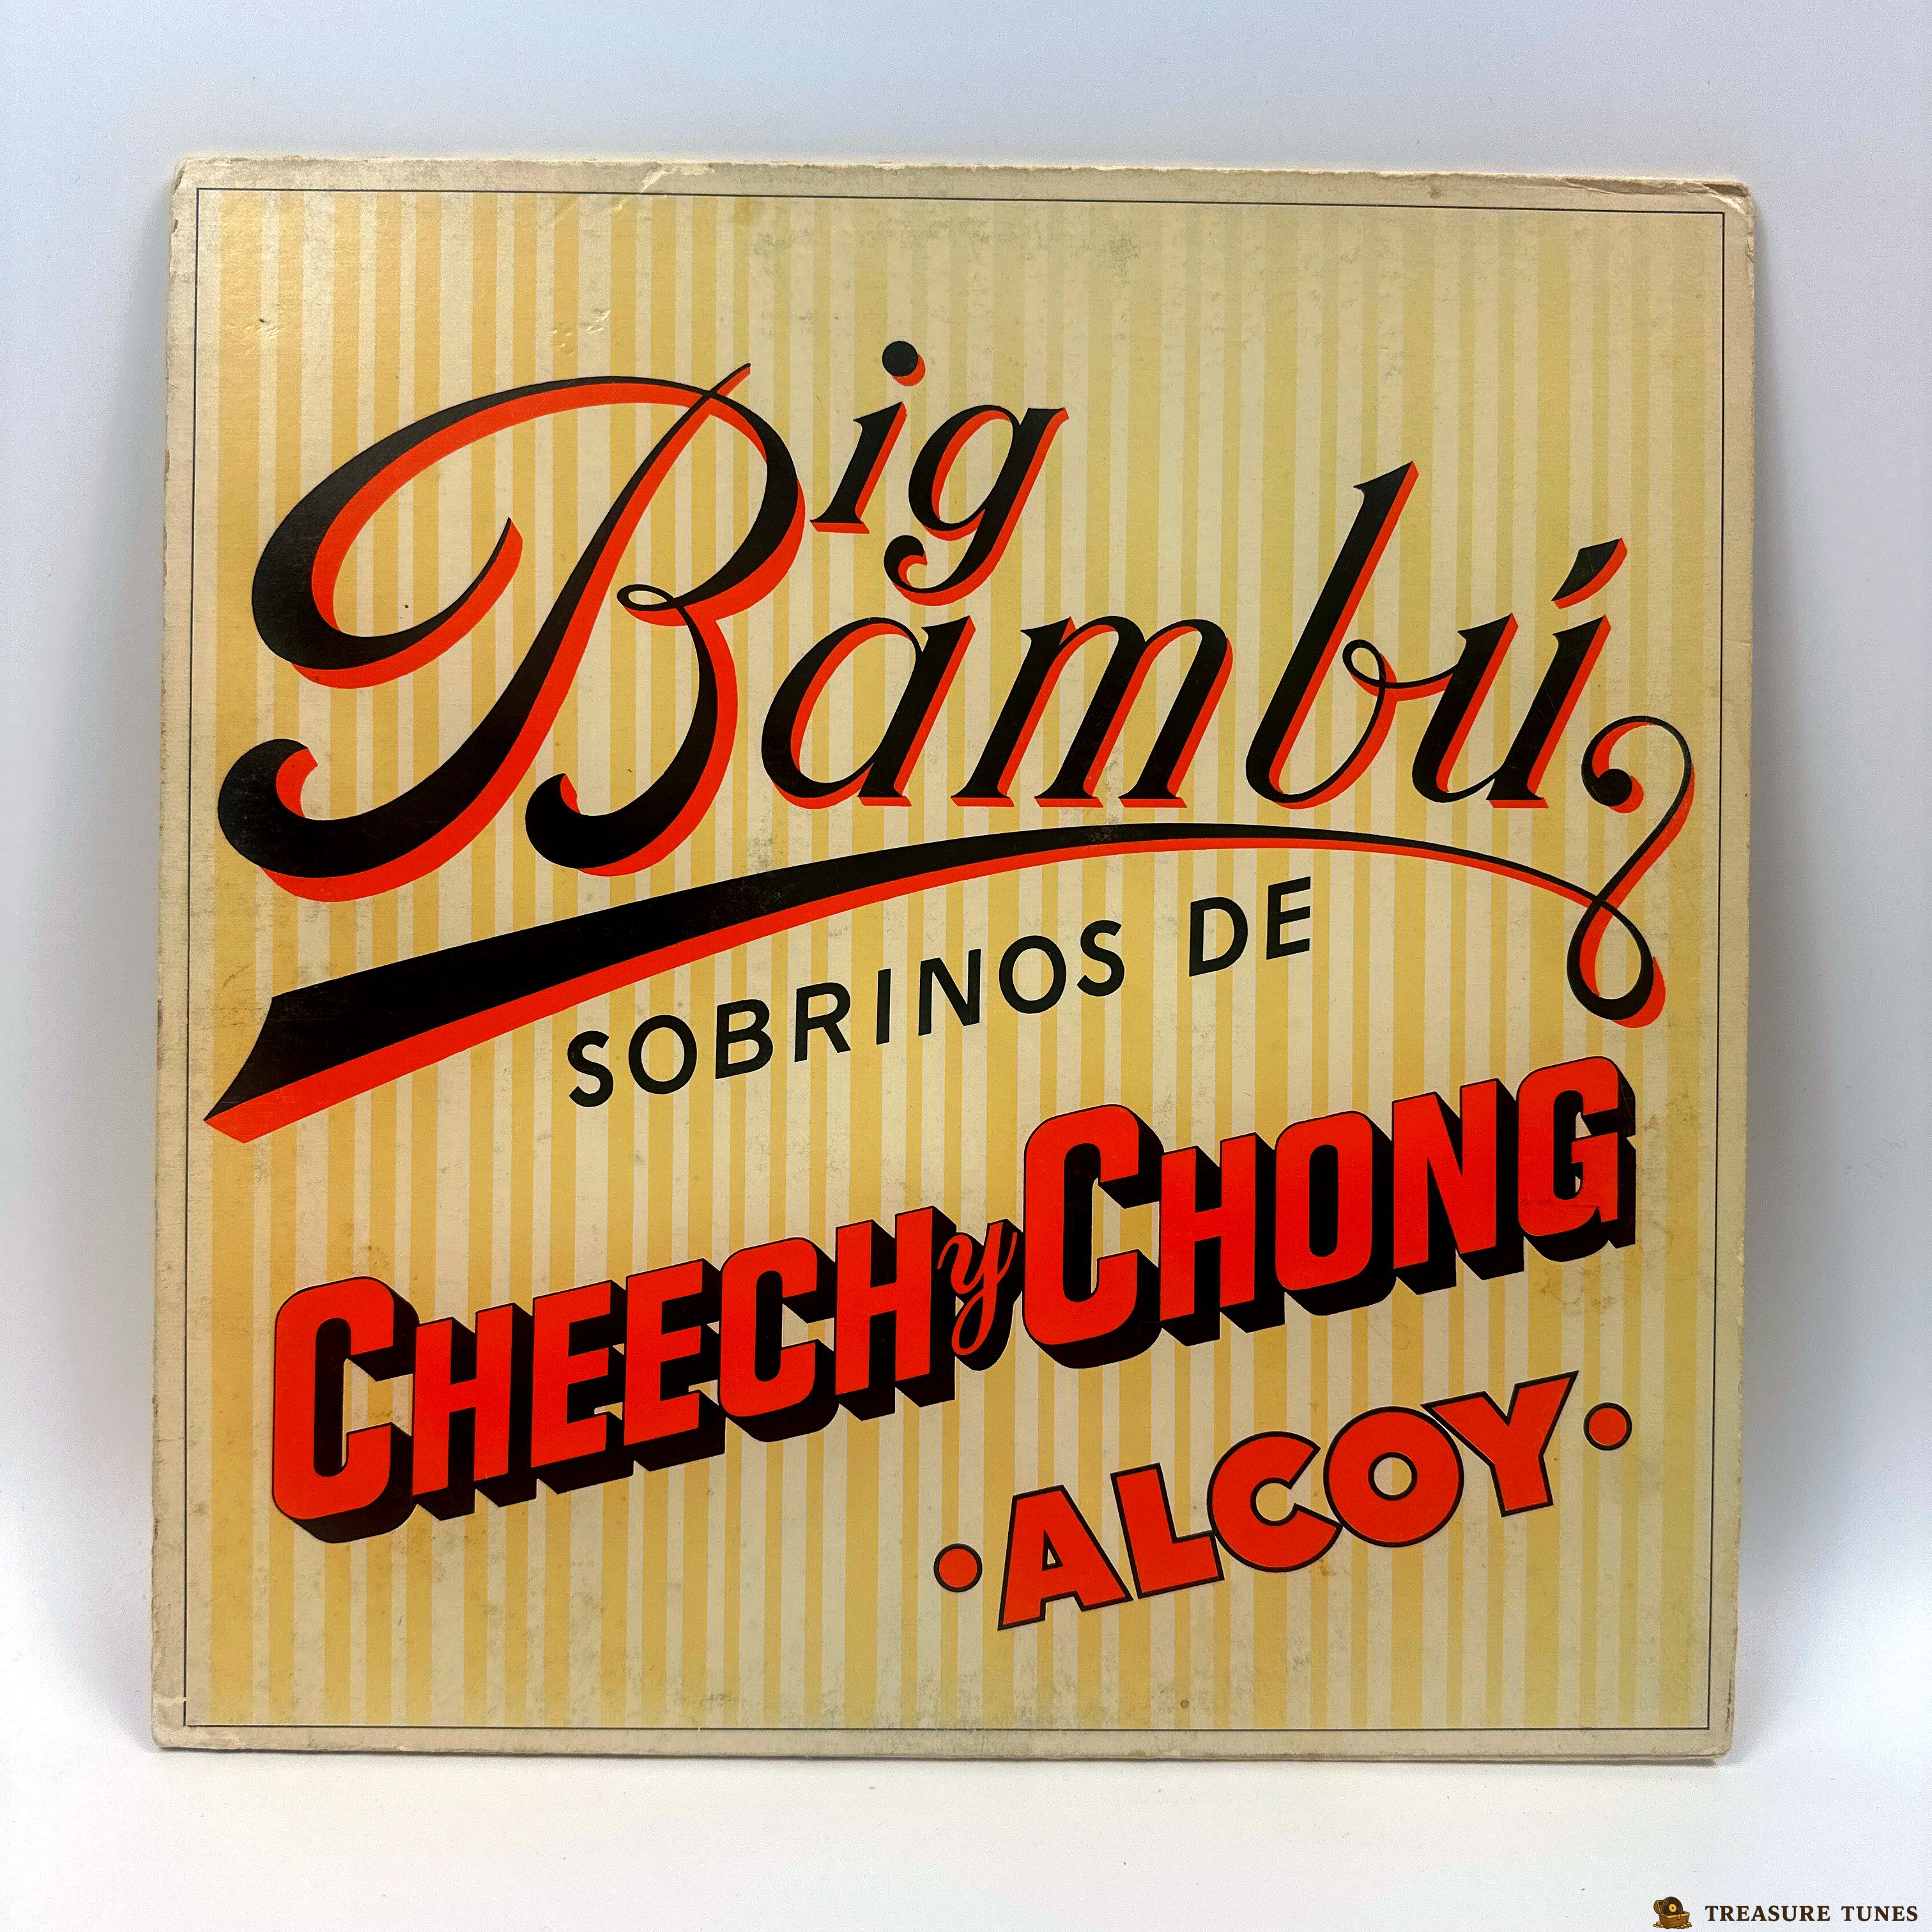 Big
Bambú
SOBRINOS DE
CHEECH y CHONG
• ALCOY •
TREASURE TUNES